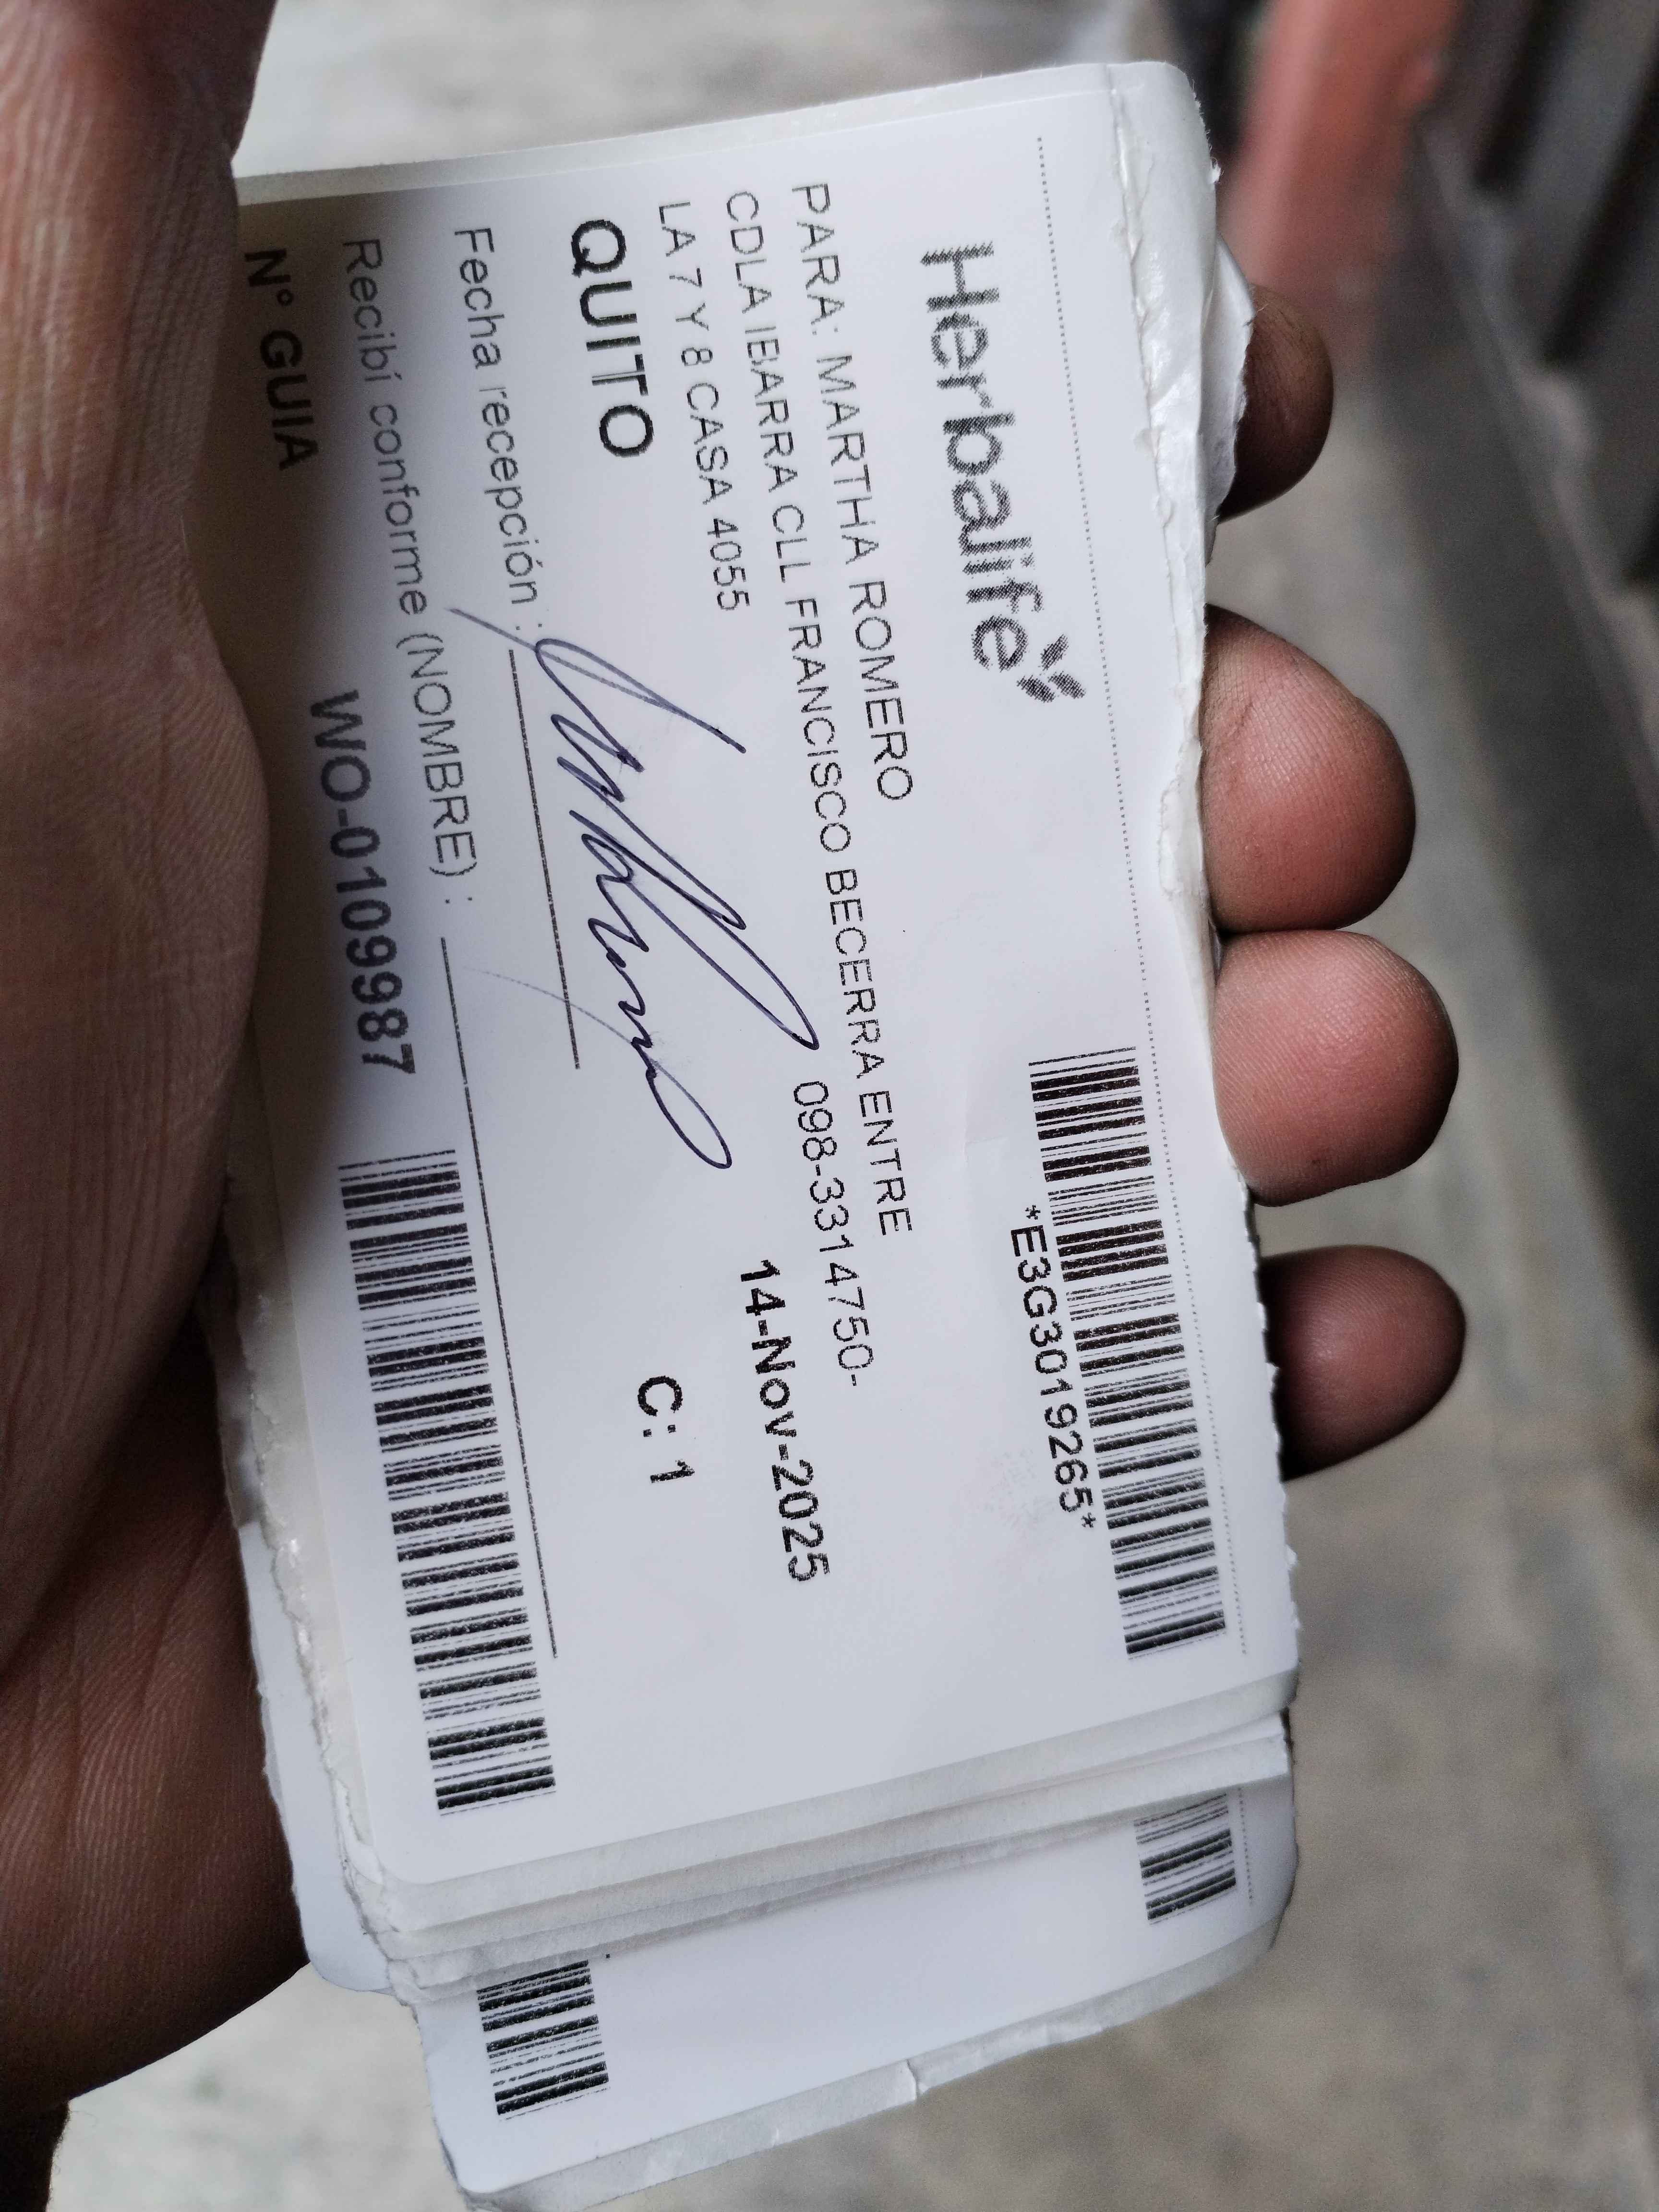 Herbalife
*E3G3019265*
PARA: MARTHA ROMERO
CDLA IBARRA CLL FRANCISCO BECERRA ENTRE
LA 7 Y 8 CASA 4055 098-3314750-
14-Nov-2025
QUITO C: 1
Fecha recepción :
Recibí conforme (NOMBRE) :
N° GUIA WO-0109987